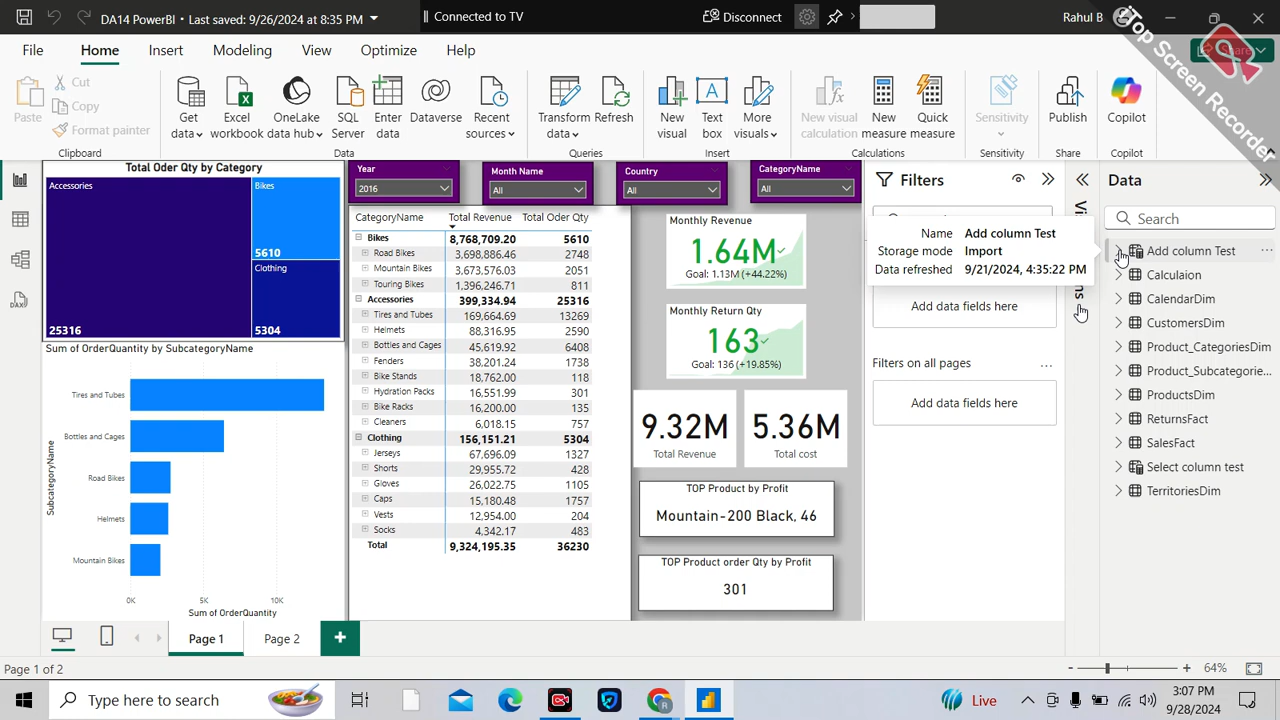 DA14 PowerBI • Last saved: 9/26/2024 at 8:35 PM
Connected to TV
Disconnect
Rahul B
iTop Screen Recorder
File
Home
Insert
Modeling
View
Optimize
Help
Share
Paste
Cut
Copy
Format painter
Get data
Excel workbook
OneLake data hub
SQL Server
Enter data
Dataverse
Recent sources
Transform data
Refresh
New visual
Text box
More visuals
New visual calculation
New measure
Quick measure
Sensitivity
Publish
Copilot
Clipboard
Data
Queries
Insert
Calculations
Sensitivity
Share
Copilot
Total Oder Qty by Category
Accessories
25316
Bikes
5610
Clothing
5304
Year
2016
Month Name
All
Country
All
CategoryName
All
CategoryName Total Revenue Total Oder Qty
Bikes 8,768,709.20 5610
Road Bikes 3,698,886.46 2748
Mountain Bikes 3,673,576.03 2051
Touring Bikes 1,396,246.71 811
Accessories 399,334.94 25316
Tires and Tubes 169,664.69 13269
Helmets 88,316.95 2590
Bottles and Cages 45,619.92 6408
Fenders 38,201.24 1738
Bike Stands 18,762.00 118
Hydration Packs 16,551.99 301
Bike Racks 16,200.00 135
Cleaners 6,018.15 757
Clothing 156,151.21 5304
Jerseys 67,696.09 1327
Shorts 29,955.72 428
Gloves 26,022.75 1105
Caps 15,180.48 1757
Vests 12,954.00 204
Socks 4,342.17 483
Total 9,324,195.35 36230
Sum of OrderQuantity by SubcategoryName
SubcategoryName
Tires and Tubes
Bottles and Cages
Road Bikes
Helmets
Mountain Bikes
0K 5K 10K
Sum of OrderQuantity
Monthly Revenue
1.64M
Goal: 1.13M (+44.22%)
Monthly Return Qty
163
Goal: 136 (+19.85%)
9.32M
Total Revenue
5.36M
Total cost
TOP Product by Profit
Mountain-200 Black, 46
TOP Product order Qty by Profit
301
Filters
Name Add column Test
Storage mode Import
Data refreshed 9/21/2024, 4:35:22 PM
Add data fields here
Filters on all pages
Add data fields here
Data
Search
Add column Test
Calculaion
CalendarDim
CustomersDim
Product_CategoriesDim
Product_Subcategorie...
ProductsDim
ReturnsFact
SalesFact
Select column test
TerritoriesDim
Page 1
Page 2
Page 1 of 2
64%
Type here to search
Live
3:07 PM
9/28/2024